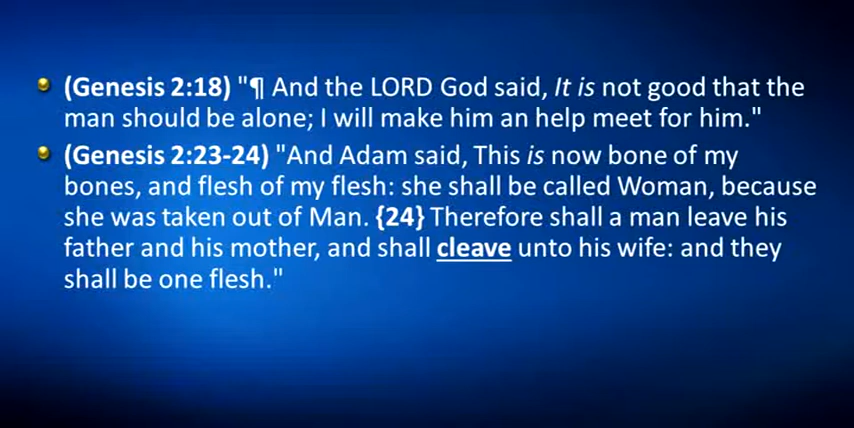 (Genesis 2:18) "¶ And the LORD God said, It is not good that the
man should be alone; I will make him an help meet for him."
(Genesis 2:23-24) "And Adam said, This is now bone of my
bones, and flesh of my flesh: she shall be called Woman, because
she was taken out of Man. {24} Therefore shall a man leave his
father and his mother, and shall cleave unto his wife: and they
shall be one flesh."